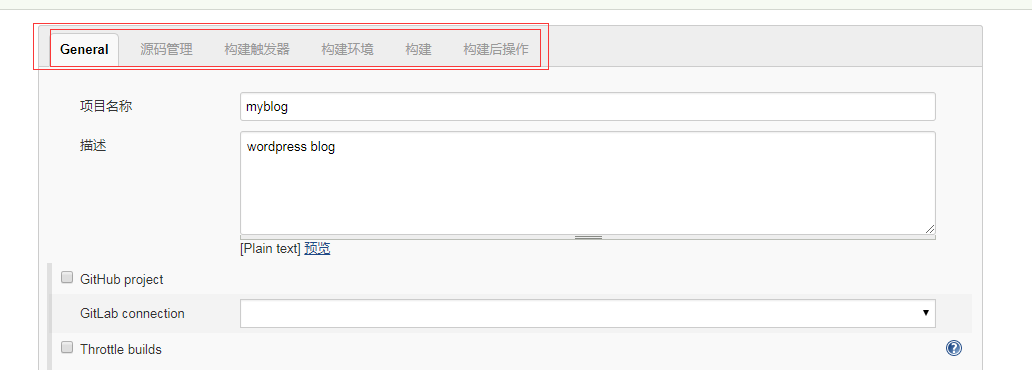 General 源码管理 构建触发器 构建环境 构建 构建后操作
项目名称 myblog
描述 wordpress blog
[Plain text] 预览
GitHub project
GitLab connection
Throttle builds